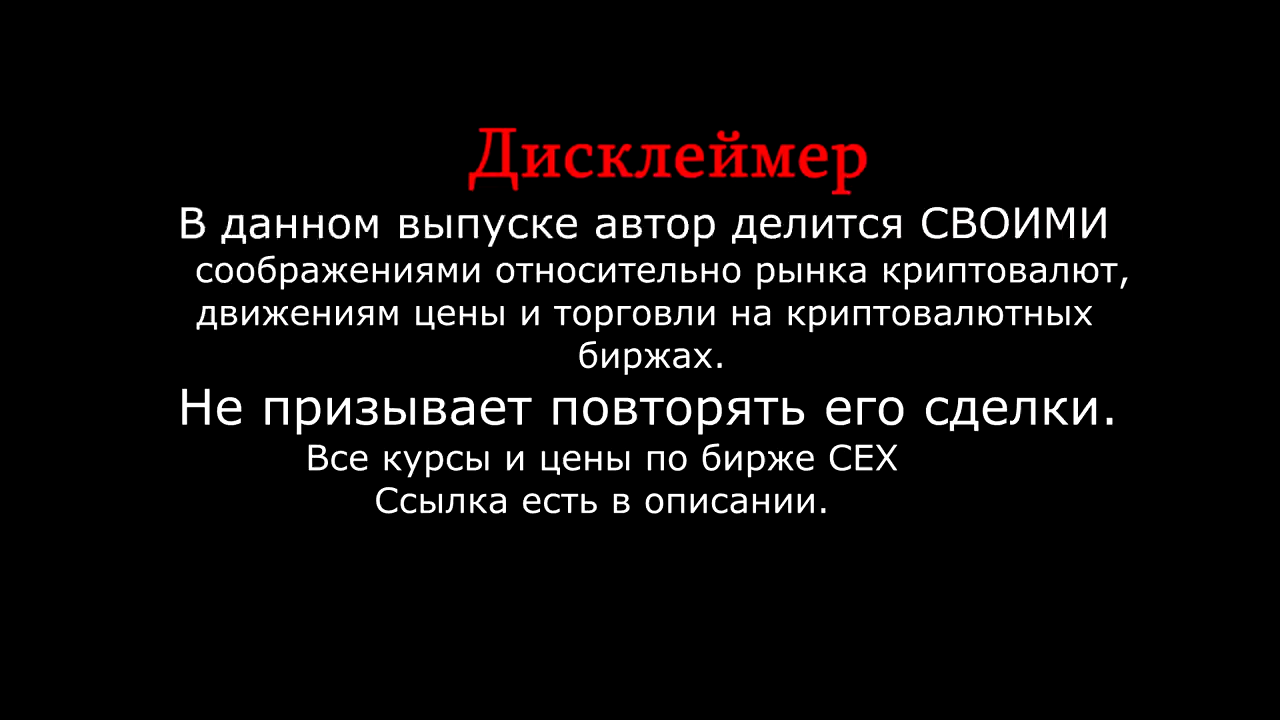 Дисклеймер
В данном выпуске автор делится СВОИМИ
соображениями относительно рынка криптовалют,
движениям цены и торговли на криптовалютных
биржах.
Не призывает повторять его сделки.
Все курсы и цены по бирже CEX
Ссылка есть в описании.